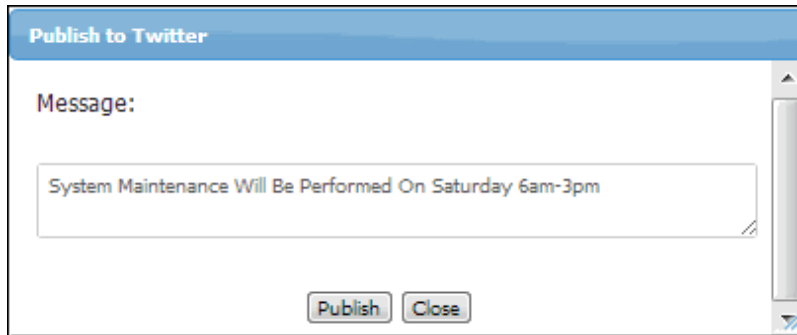 Publish to Twitter
Message:
System Maintenance Will Be Performed On Saturday 6am-3pm
Publish Close